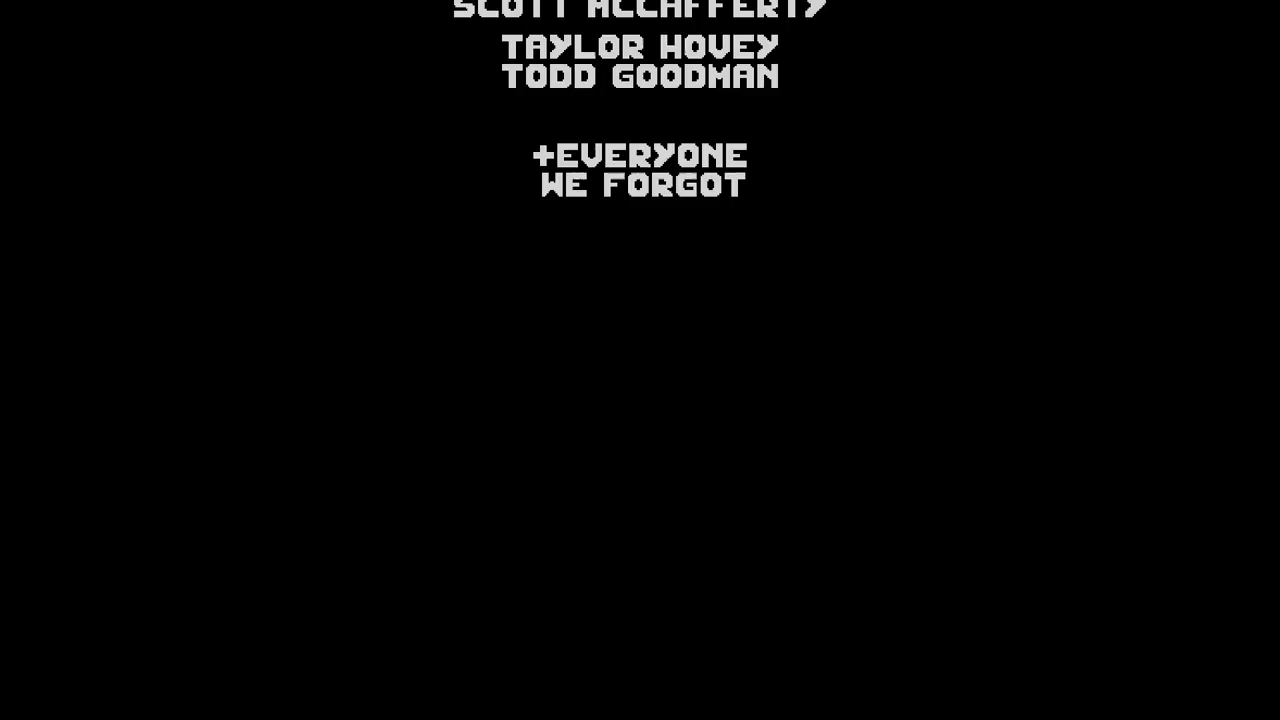 SCOTT MCCAFFERTY
TAYLOR HOVEY
TODD GOODMAN
+EVERYONE
WE FORGOT